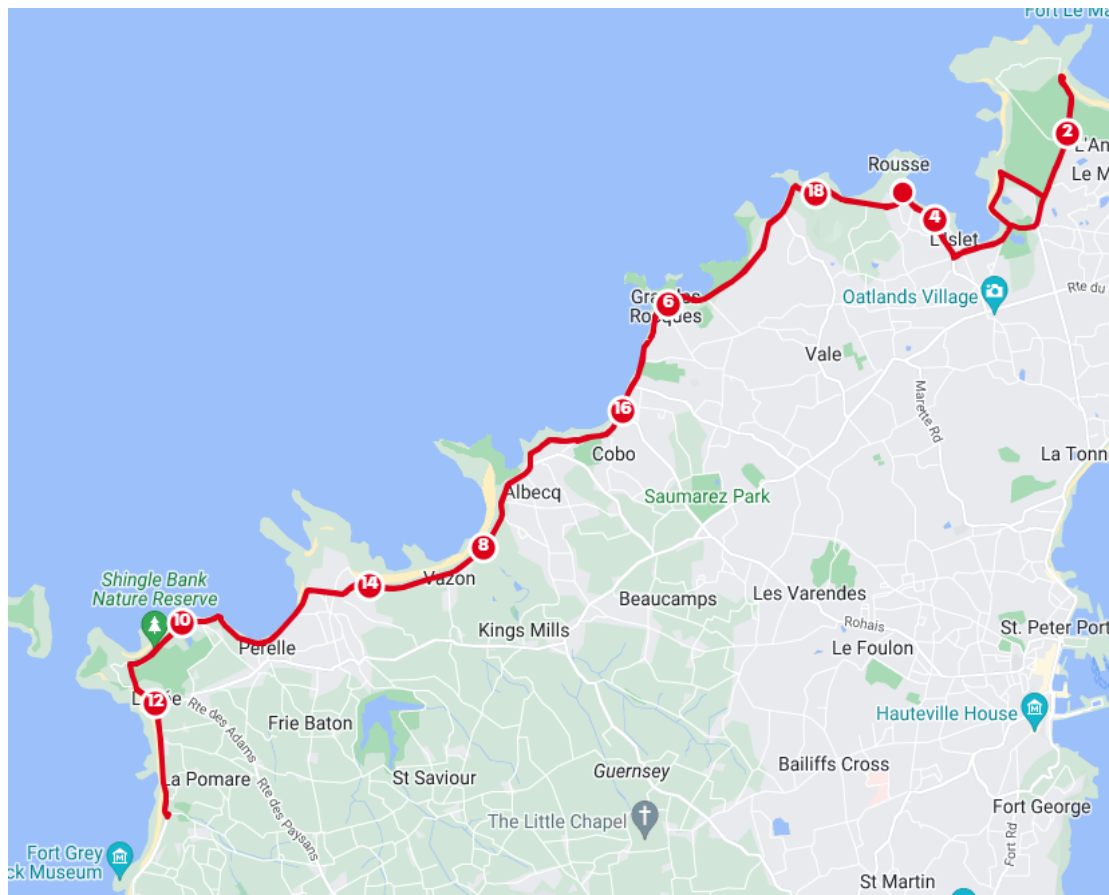 Fort Le Ma
2
L'An
Le M
Rousse
18
4
L'Islet
Oatlands Village
Rte du
6
Grandes
Rocques
Vale
Marette Rd
16
Cobo
La Tonn
Albecq
Saumarez Park
8
14
Vazon
Shingle Bank
Nature Reserve
10
Perelle
Kings Mills
Beaucamps
Les Varendes
Rohais
St. Peter Port
Le Foulon
12
Rte des Adams
Frie Baton
Hauteville House
La Pomare
St Saviour
Guernsey
Bailiffs Cross
Rte des Paysans
The Little Chapel
Fort George
Fort Rd
Fort Grey
ck Museum
St Martin